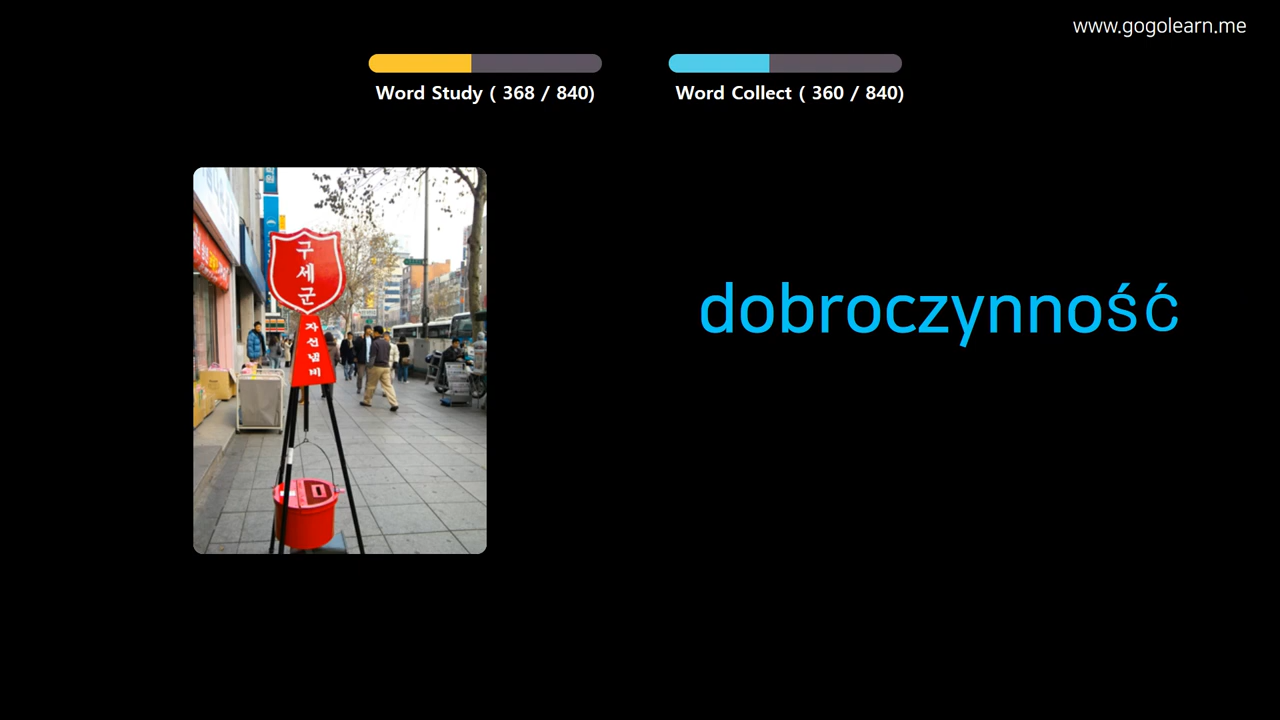 www.gogolearn.me
Word Study ( 368 / 840)
Word Collect ( 360 / 840)
구세군
자선냄비
dobroczynność